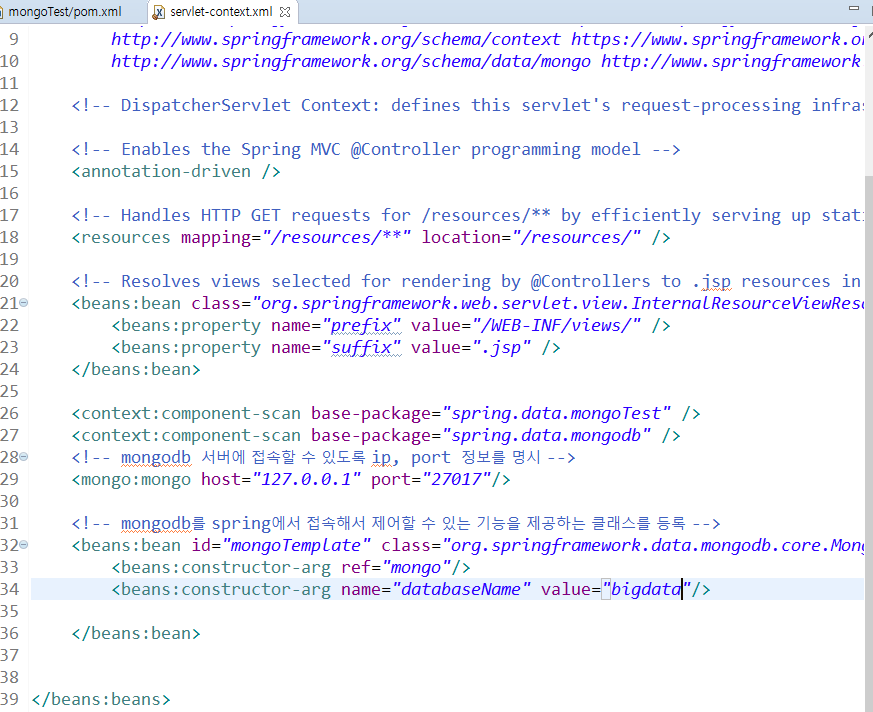 mongoTest/pom.xml servlet-context.xml
9 http://www.springframework.org/schema/context https://www.springframework.or
10 http://www.springframework.org/schema/data/mongo http://www.springframework
11
12 <!-- DispatcherServlet Context: defines this servlet's request-processing infras
13
14 <!-- Enables the Spring MVC @Controller programming model -->
15 <annotation-driven />
16
17 <!-- Handles HTTP GET requests for /resources/** by efficiently serving up stati
18 <resources mapping="/resources/**" location="/resources/" />
19
20 <!-- Resolves views selected for rendering by @Controllers to .jsp resources in
21 <beans:bean class="org.springframework.web.servlet.view.InternalResourceViewReso
22 <beans:property name="prefix" value="/WEB-INF/views/" />
23 <beans:property name="suffix" value=".jsp" />
24 </beans:bean>
25
26 <context:component-scan base-package="spring.data.mongoTest" />
27 <context:component-scan base-package="spring.data.mongodb" />
28 <!-- mongodb 서버에 접속할 수 있도록 ip, port 정보를 명시 -->
29 <mongo:mongo host="127.0.0.1" port="27017"/>
30
31 <!-- mongodb를 spring에서 접속해서 제어할 수 있는 기능을 제공하는 클래스를 등록 -->
32 <beans:bean id="mongoTemplate" class="org.springframework.data.mongodb.core.Mong
33 <beans:constructor-arg ref="mongo"/>
34 <beans:constructor-arg name="databaseName" value="bigdata"/>
35
36 </beans:bean>
37
38
39 </beans:beans>